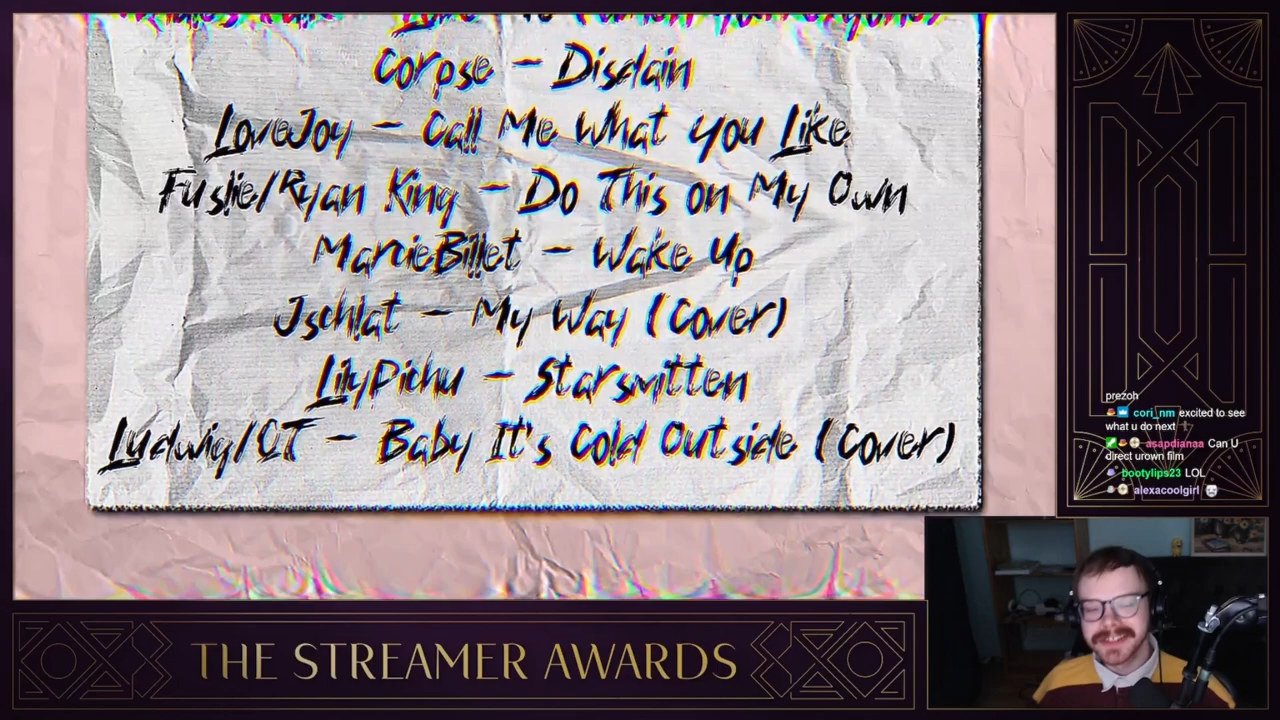 Corpse - Disdain
LoveJoy - Call Me What You Like
Fuslie/Ryan King - Do This on My Own
MarcieBillet - Wake Up
Jschlat - My Way (Cover)
LilyPichu - Starsmitten
Ludwig/QT - Baby It's Cold Outside (Cover)
prezoh
cori_nm excited to see
what u do next
asapdianaa Can U
direct urown film
bootylips23 LOL
alexacoolgirl
THE STREAMER AWARDS